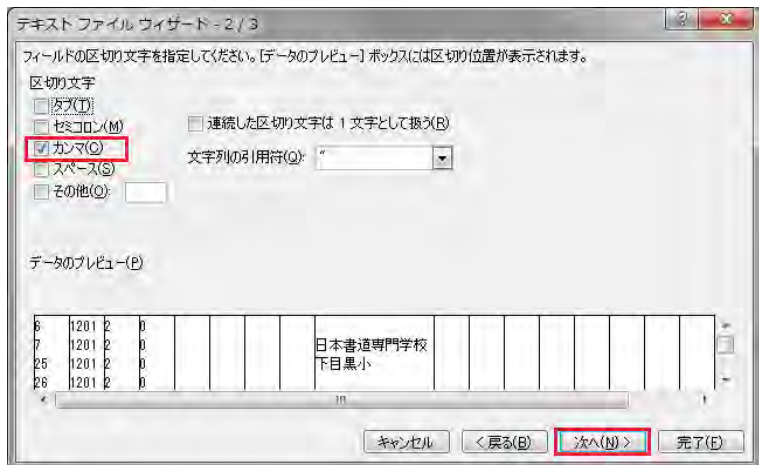 テキスト ファイル ウィザード - 2 / 3
フィールドの区切り文字を指定してください。[データのプレビュー] ボックスには区切り位置が表示されます。
区切り文字
タブ(T)
セミコロン(M)
カンマ(C)
スペース(S)
その他(O):
連続した区切り文字は 1 文字として扱う(R)
文字列の引用符(Q): "
データのプレビュー(P)
6 1201 2 0
7 1201 2 0 日本書道専門学校
25 1201 2 0 下目黒小
26 1201 2 0
キャンセル < 戻る(B) 次へ(N) > 完了(F)